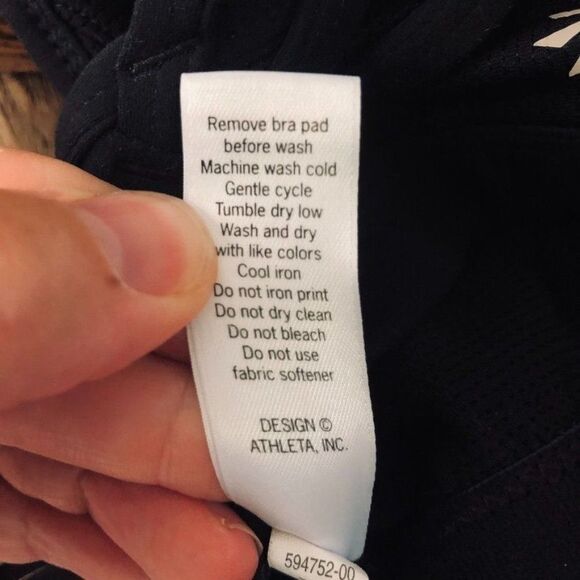 Remove bra pad
before wash
Machine wash cold
Gentle cycle
Tumble dry low
Wash and dry
with like colors
Cool iron
Do not iron print
Do not dry clean
Do not bleach
Do not use
fabric softener
DESIGN ©
ATHLETA, INC.
594752-00